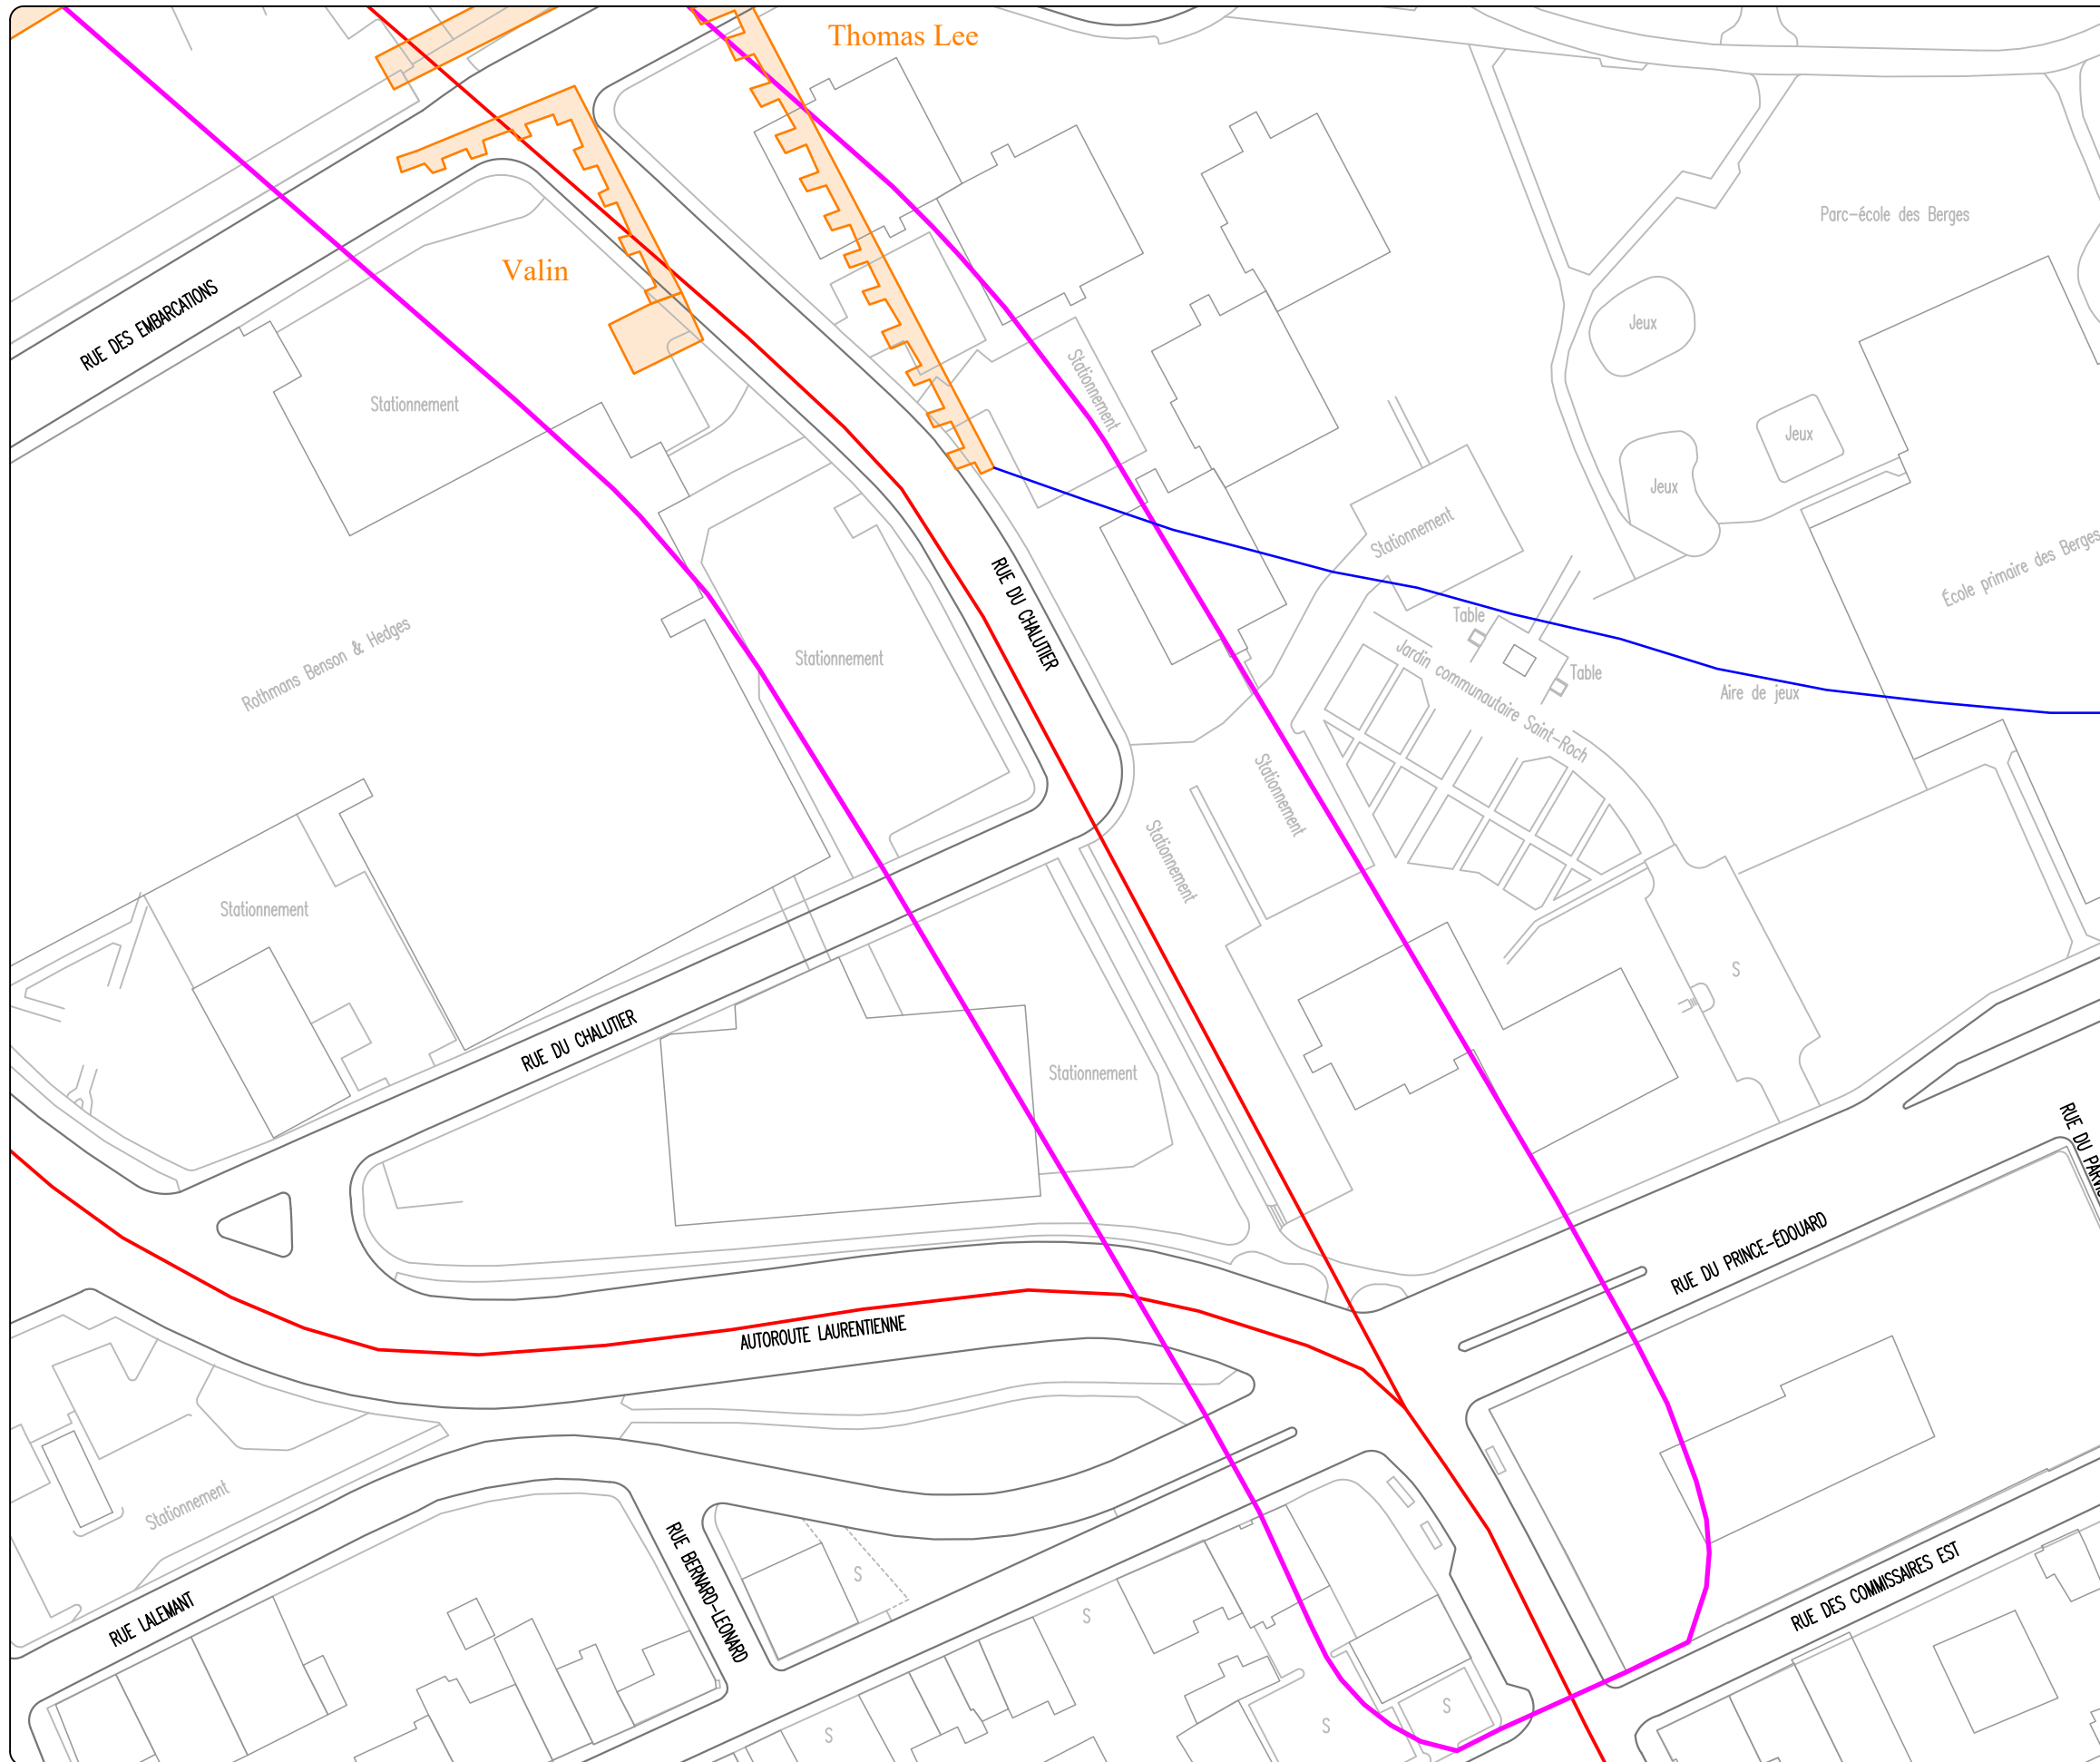 Thomas Lee
Parc-école des Berges
Valin
RUE DES EMBARCATIONS
Jeux
Stationnement
Stationnement
Jeux
Jeux
Stationnement
École primaire des Berges
RUE DU CHALUTIER
Table
Rothmans Benson & Hedges
Stationnement
Table
Jardin communautaire Saint-Roch
Aire de jeux
Stationnement
Stationnement
Stationnement
S
RUE DU CHALUTIER
Stationnement
RUE DU
RUE DU PRINCE-ÉDOUARD
AUTOROUTE LAURENTIENNE
Stationnement
RUE BERNARD-LEONARD
S
RUE DES COMMISSAIRES EST
RUE LALEMANT
S
S
S
S